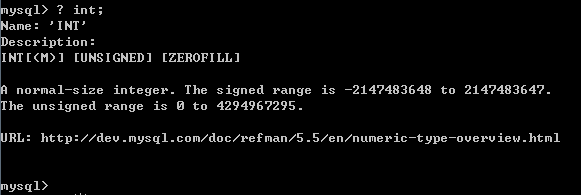 mysql> ? int;
Name: 'INT'
Description:
INT[(M)] [UNSIGNED] [ZEROFILL]
A normal-size integer. The signed range is -2147483648 to 2147483647.
The unsigned range is 0 to 4294967295.
URL: http://dev.mysql.com/doc/refman/5.5/en/numeric-type-overview.html
mysql>